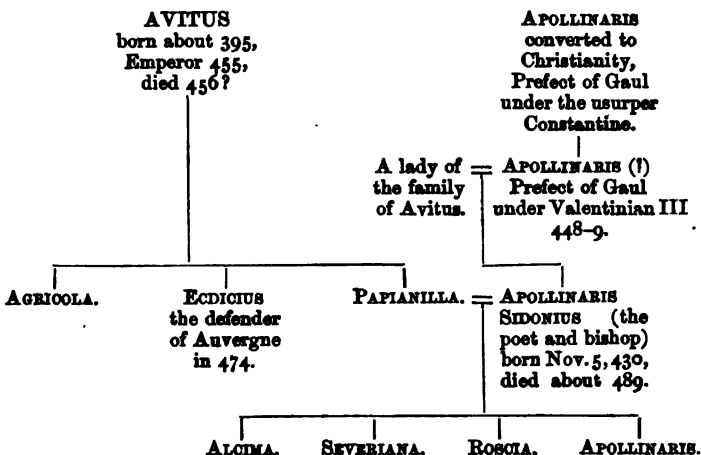 AVITUS
born about 395,
Emperor 455,
died 456?
APOLLINARIS
converted to
Christianity,
Prefect of Gaul
under the usurper
Constantine.
A lady of
the family
of Avitus.
= APOLLINARIS (?)
Prefect of Gaul
under Valentinian III
448-9.
AGRICOLA.
ECDICIUS
the defender
of Auvergne
in 474.
PAPIANILLA. = APOLLINARIS
SIDONIUS (the
poet and bishop)
born Nov. 5, 430,
died about 489.
ALCIMA. SEVERIANA. ROSCIA. APOLLINARIS.